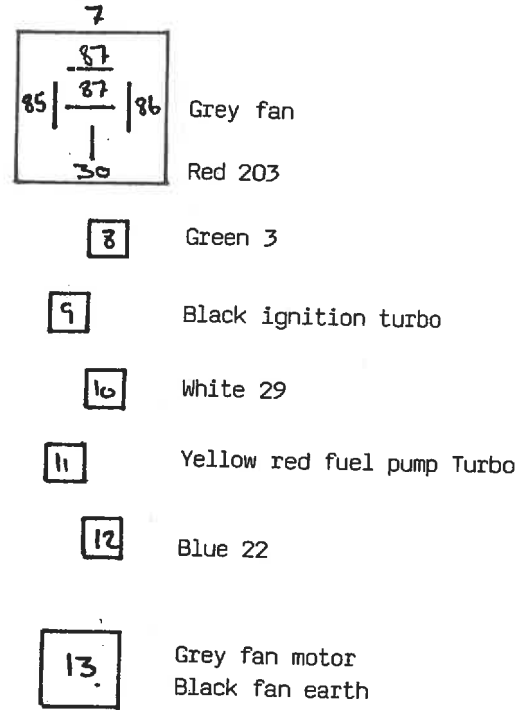 7
87
85 87 86
Grey fan
30
Red 203
8 Green 3
9 Black ignition turbo
10 White 29
11 Yellow red fuel pump Turbo
12 Blue 22
13. Grey fan motor
Black fan earth